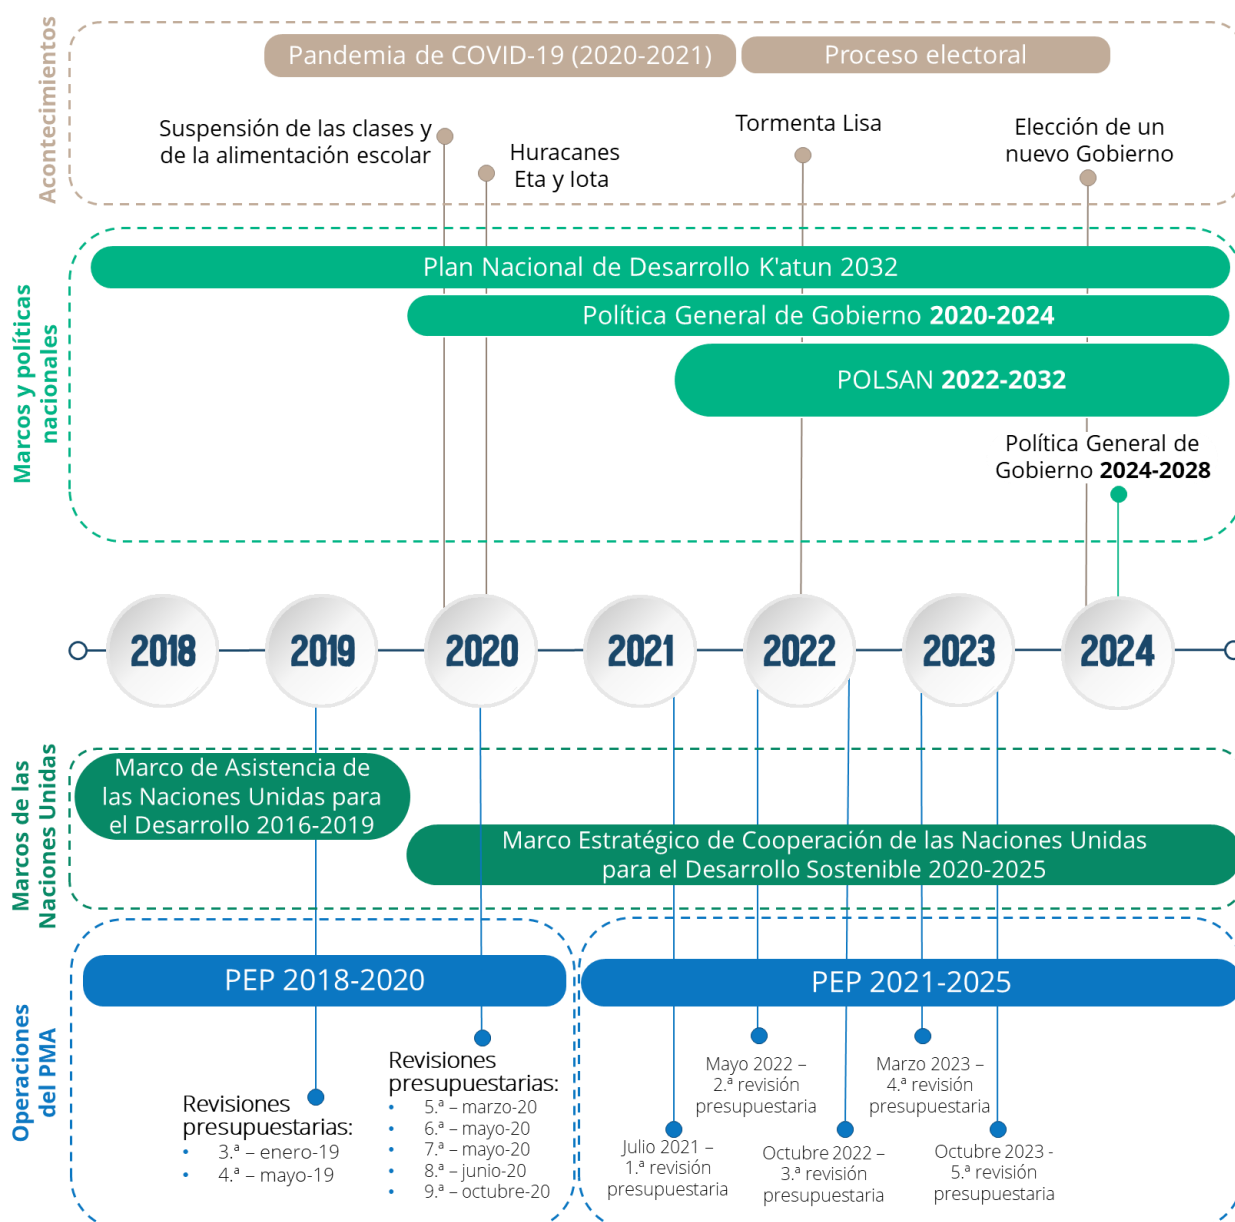 Acontecimientos
Pandemia de COVID-19 (2020-2021)
Proceso electoral
Suspensión de las clases y
de la alimentación escolar
Huracanes
Eta y Iota
Tormenta Lisa
Elección de un
nuevo Gobierno
Marcos y políticas
nacionales
Plan Nacional de Desarrollo K'atun 2032
Política General de Gobierno 2020-2024
POLSAN 2022-2032
Política General de
Gobierno 2024-2028
2018
2019
2020
2021
2022
2023
2024
Marcos de las
Naciones Unidas
Marco de Asistencia de
las Naciones Unidas para
el Desarrollo 2016-2019
Marco Estratégico de Cooperación de las Naciones Unidas
para el Desarrollo Sostenible 2020-2025
Operaciones
del PMA
PEP 2018-2020
PEP 2021-2025
Revisiones
presupuestarias:
• 3.ª – enero-19
• 4.ª – mayo-19
Revisiones
presupuestarias:
• 5.ª – marzo-20
• 6.ª – mayo-20
• 7.ª – mayo-20
• 8.ª – junio-20
• 9.ª – octubre-20
Julio 2021 –
1.ª revisión
presupuestaria
Mayo 2022 –
2.ª revisión
presupuestaria
Octubre 2022 –
3.ª revisión
presupuestaria
Marzo 2023 –
4.ª revisión
presupuestaria
Octubre 2023 -
5.ª revisión
presupuestaria